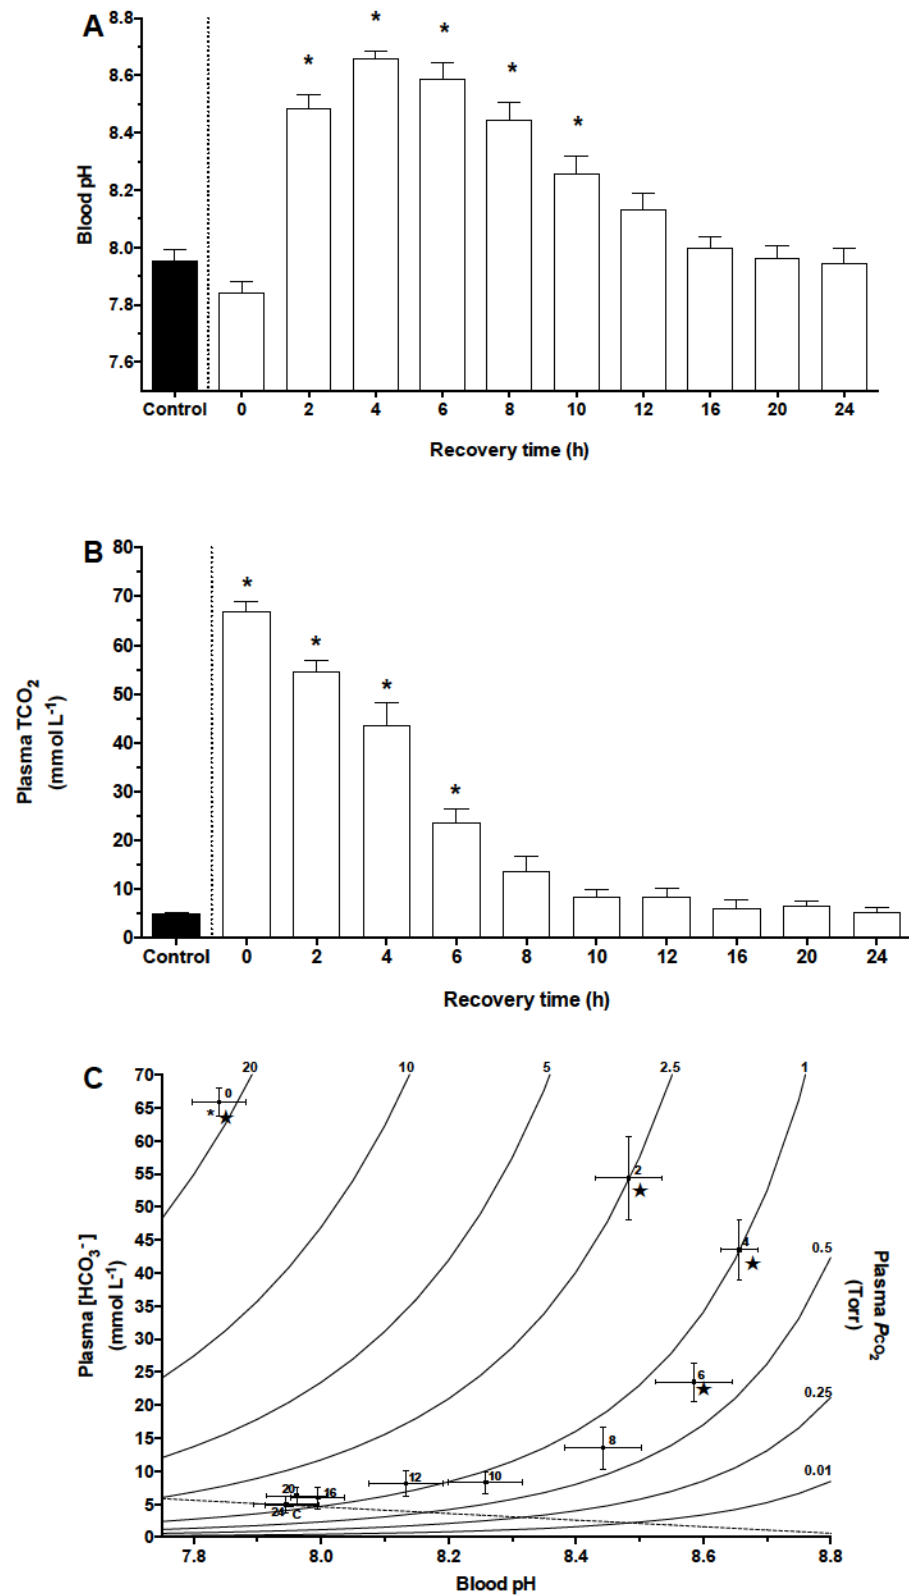 A
8.8
8.6
8.4
8.2
8.0
7.8
7.6
Blood pH
* * * * *
Control 0 2 4 6 8 10 12 16 20 24
Recovery time (h)
B
80
70
60
50
40
30
20
10
0
Plasma TCO2
(mmol L-1)
* * * *
Control 0 2 4 6 8 10 12 16 20 24
Recovery time (h)
C
20 10 5 2.5 1
70
65
60
55
50
45
40
35
30
25
20
15
10
5
0
Plasma [HCO3-]
(mmol L-1)
0
*★
2
★
4
★
0.5
6
★
0.25
8
0.01
12 10
20 16
24 C
Plasma PCO2
(Torr)
7.8 8.0 8.2 8.4 8.6 8.8
Blood pH